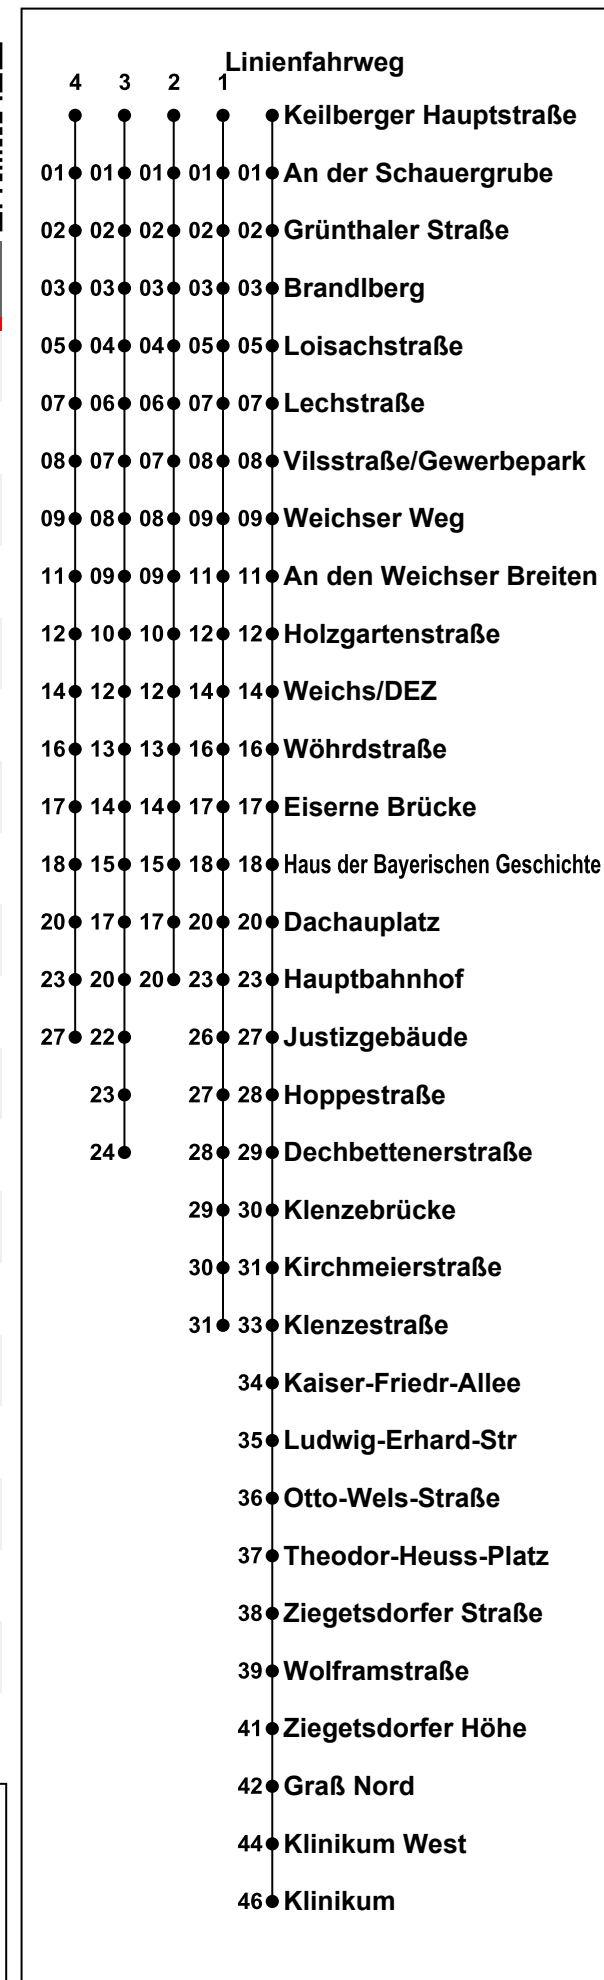 Linienfahrweg
4 3 2 1
Keilberger Hauptstraße
01 01 01 01 01 An der Schauergrube
02 02 02 02 02 Grünthaler Straße
03 03 03 03 03 Brandlberg
05 04 04 05 05 Loisachstraße
07 06 06 07 07 Lechstraße
08 07 07 08 08 Vilsstraße/Gewerbepark
09 08 08 09 09 Weichser Weg
11 09 09 11 11 An den Weichser Breiten
12 10 10 12 12 Holzgartenstraße
14 12 12 14 14 Weichs/DEZ
16 13 13 16 16 Wöhrdstraße
17 14 14 17 17 Eiserne Brücke
18 15 15 18 18 Haus der Bayerischen Geschichte
20 17 17 20 20 Dachauplatz
23 20 20 23 23 Hauptbahnhof
27 22 26 27 Justizgebäude
23 27 28 Hoppestraße
24 28 29 Dechbettenerstraße
29 30 Klenzebrücke
30 31 Kirchmeierstraße
31 33 Klenzestraße
34 Kaiser-Friedr-Allee
35 Ludwig-Erhard-Str
36 Otto-Wels-Straße
37 Theodor-Heuss-Platz
38 Ziegetsdorfer Straße
39 Wolframstraße
41 Ziegetsdorfer Höhe
42 Graß Nord
44 Klinikum West
46 Klinikum